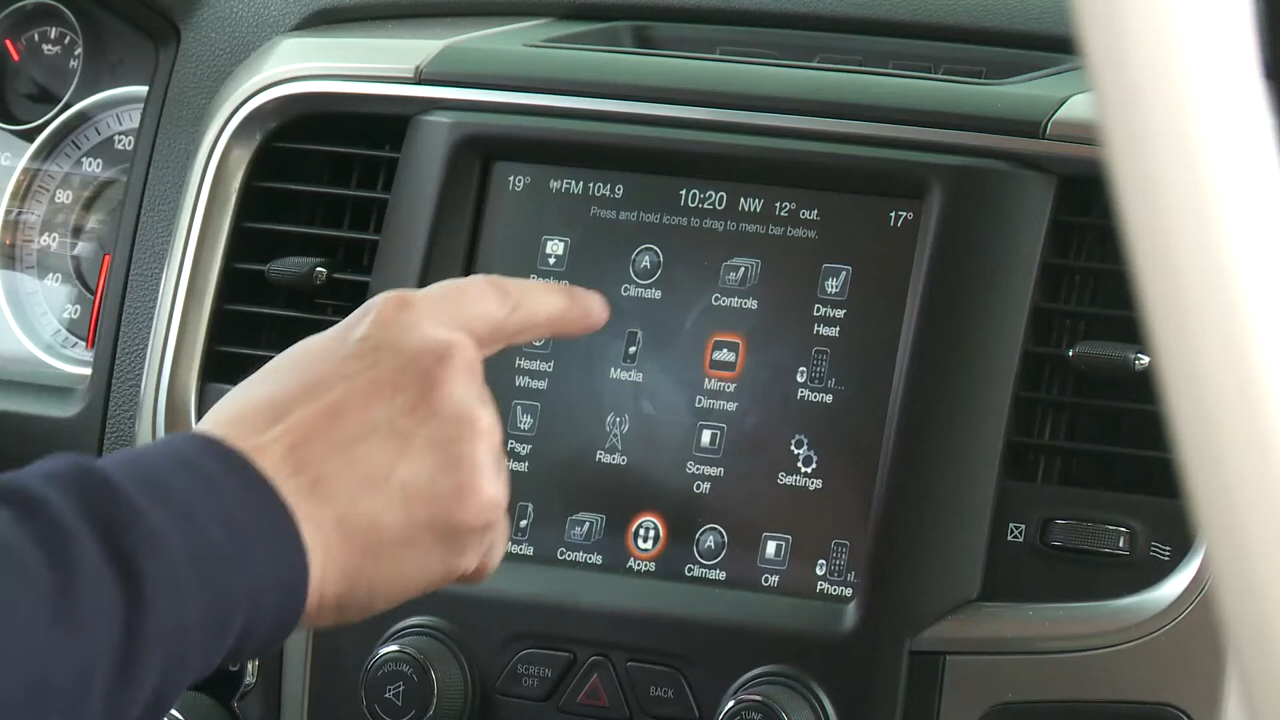 H
120
100
80
60
40
20
19° FM 104.9 10:20 NW 12° out. 17°
Press and hold icons to drag to menu bar below.
A
Climate
Controls
Driver
Heat
Heated
Wheel
Media
Mirror
Dimmer
Phone
Psgr
Heat
Radio
Screen
Off
Settings
Media
Controls
Apps
A
Climate
Off
Phone
VOLUME
SCREEN
OFF
BACK
TUNE